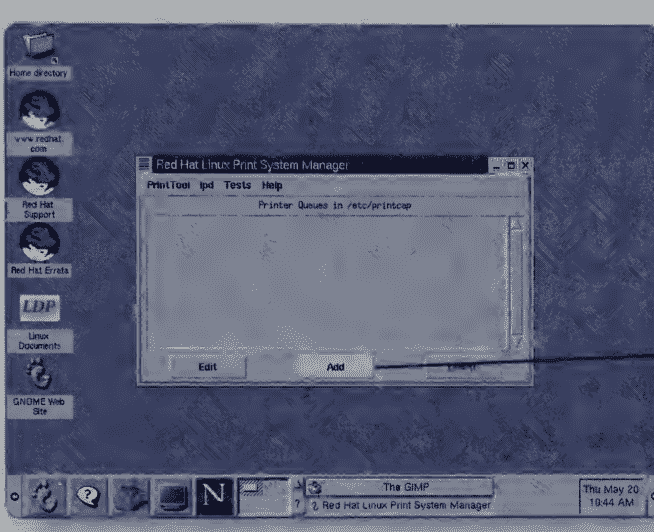 Home directory
www.redhat.
com
Red Hat
Support
Red Hat Errata
LDP
Linux
Documents
GNOME Web
Site
Red Hat Linux Print System Manager
PrintTool lpd Tests Help
Printer Queues in /etc/printcap
Edit Add
N
The GIMP
Red Hat Linux Print System Manager
Thu May 20
10:44 AM